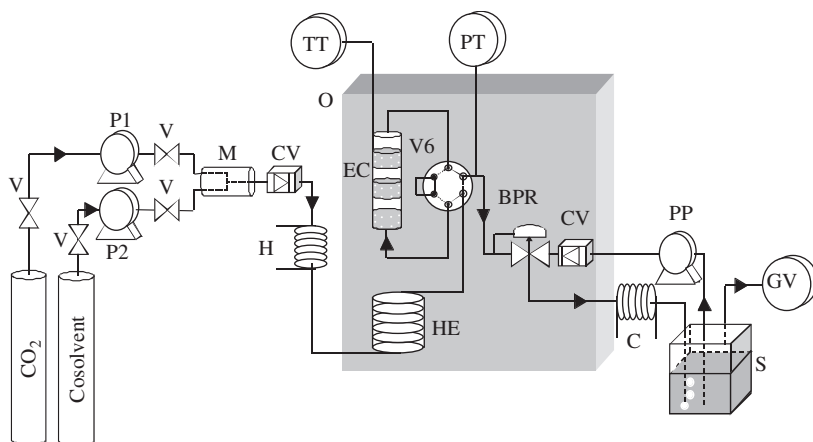 TT
PT
O
P1
V
M
CV
V6
EC
V
V
BPR
CV
PP
P2
V
H
GV
HE
C
S
CO2
Cosolvent